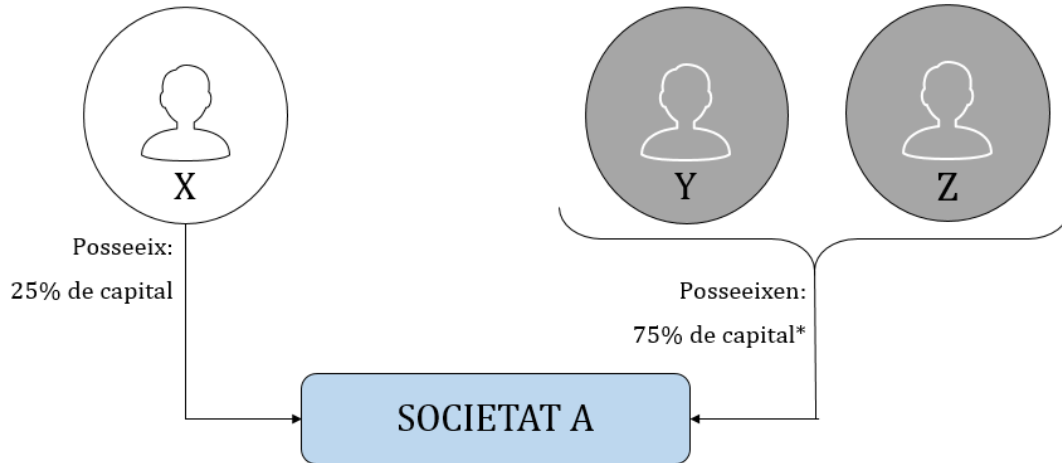 X
Y
Z
Posseeix:
25% de capital
Posseeixen:
75% de capital*
SOCIETAT A